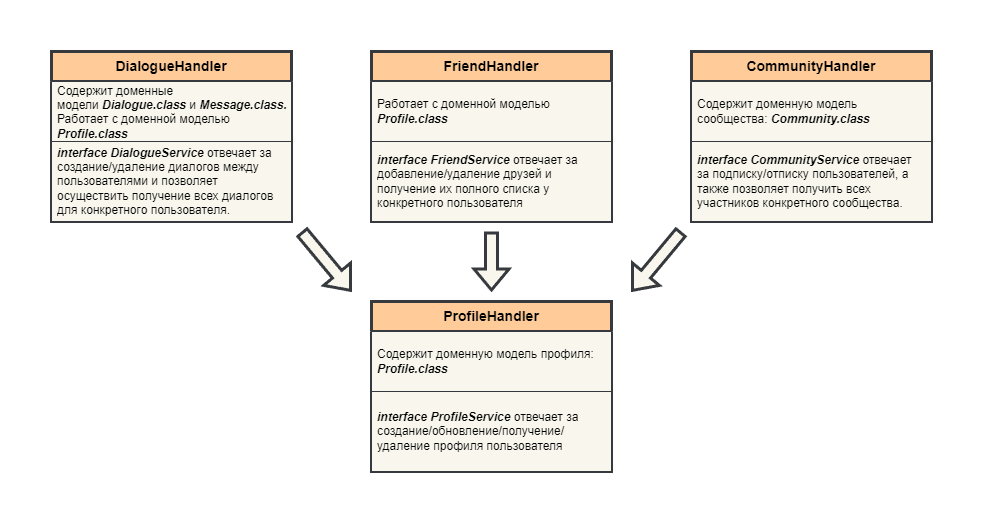 DialogueHandler
Содержит доменные
модели Dialogue.class и Message.class.
Работает с доменной моделью
Profile.class
interface DialogueService отвечает за
создание/удаление диалогов между
пользователями и позволяет
осуществить получение всех диалогов
для конкретного пользователя.
FriendHandler
Работает с доменной моделью
Profile.class
interface FriendService отвечает за
добавление/удаление друзей и
получение их полного списка у
конкретного пользователя
CommunityHandler
Содержит доменную модель
сообщества: Community.class
interface CommunityService отвечает
за подписку/отписку пользователей, а
также позволяет получить всех
участников конкретного сообщества.
ProfileHandler
Содержит доменную модель профиля:
Profile.class
interface ProfileService отвечает за
создание/обновление/получение/
удаление профиля пользователя